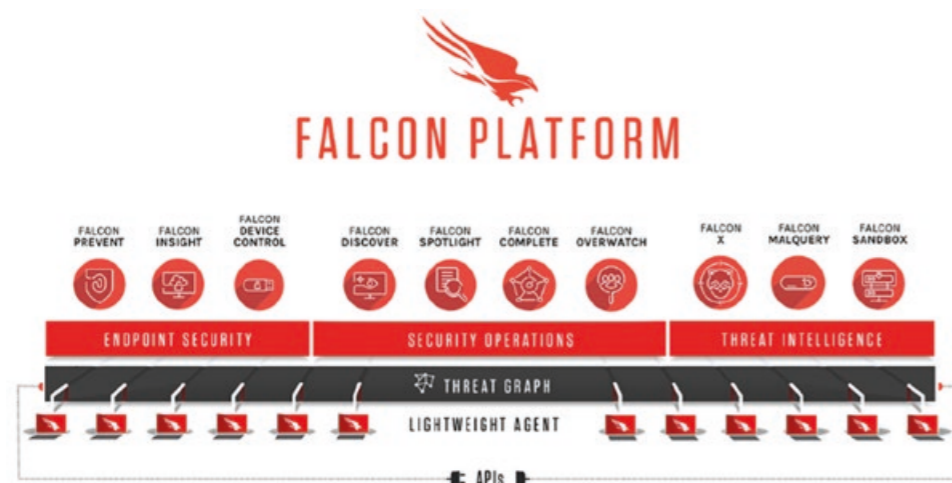 FALCON PLATFORM
FALCON
PREVENT
FALCON
INSIGHT
FALCON
DEVICE
CONTROL
FALCON
DISCOVER
FALCON
SPOTLIGHT
FALCON
COMPLETE
FALCON
OVERWATCH
FALCON
X
FALCON
MALQUERY
FALCON
SANDBOX
ENDPOINT SECURITY
SECURITY OPERATIONS
THREAT INTELLIGENCE
THREAT GRAPH
LIGHTWEIGHT AGENT
APIs